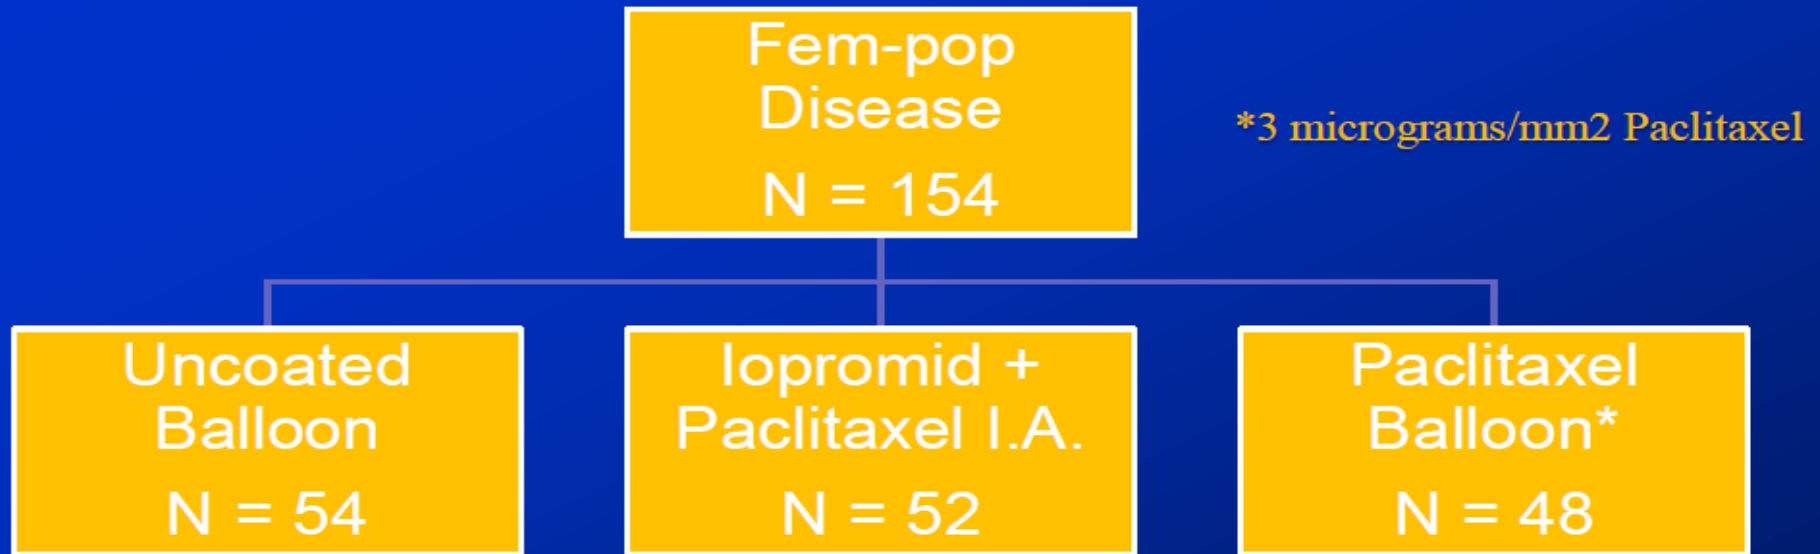 Fem-pop
Disease
N = 154
*3 micrograms/mm2 Paclitaxel
Uncoated
Balloon
N = 54
Iopromid +
Paclitaxel I.A.
N = 52
Paclitaxel
Balloon*
N = 48